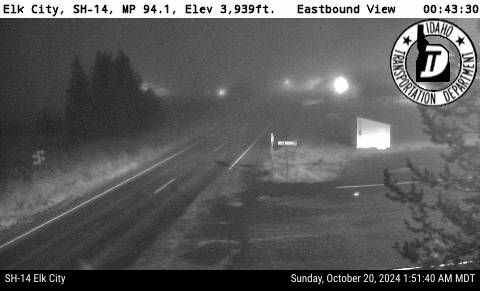 Elk City, SH-14, MP 94.1, Elev 3,939ft. Eastbound View 00:43:30
IDAHO
TRANSPORTATION DEPARTMENT
SH-14 Elk City Sunday, October 20, 2024 1:51:40 AM MDT